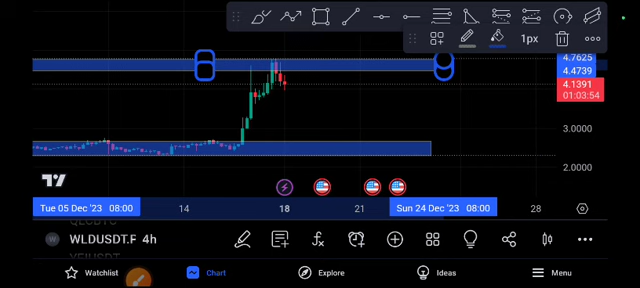 1px
4.7625
4.4739
4.1391
01:03:54
3.0000
2.0000
Tue 05 Dec '23 08:00
14
18
21
Sun 24 Dec '23 08:00
28
WLDUSDT.P 4h
Watchlist
Chart
Explore
Ideas
Menu